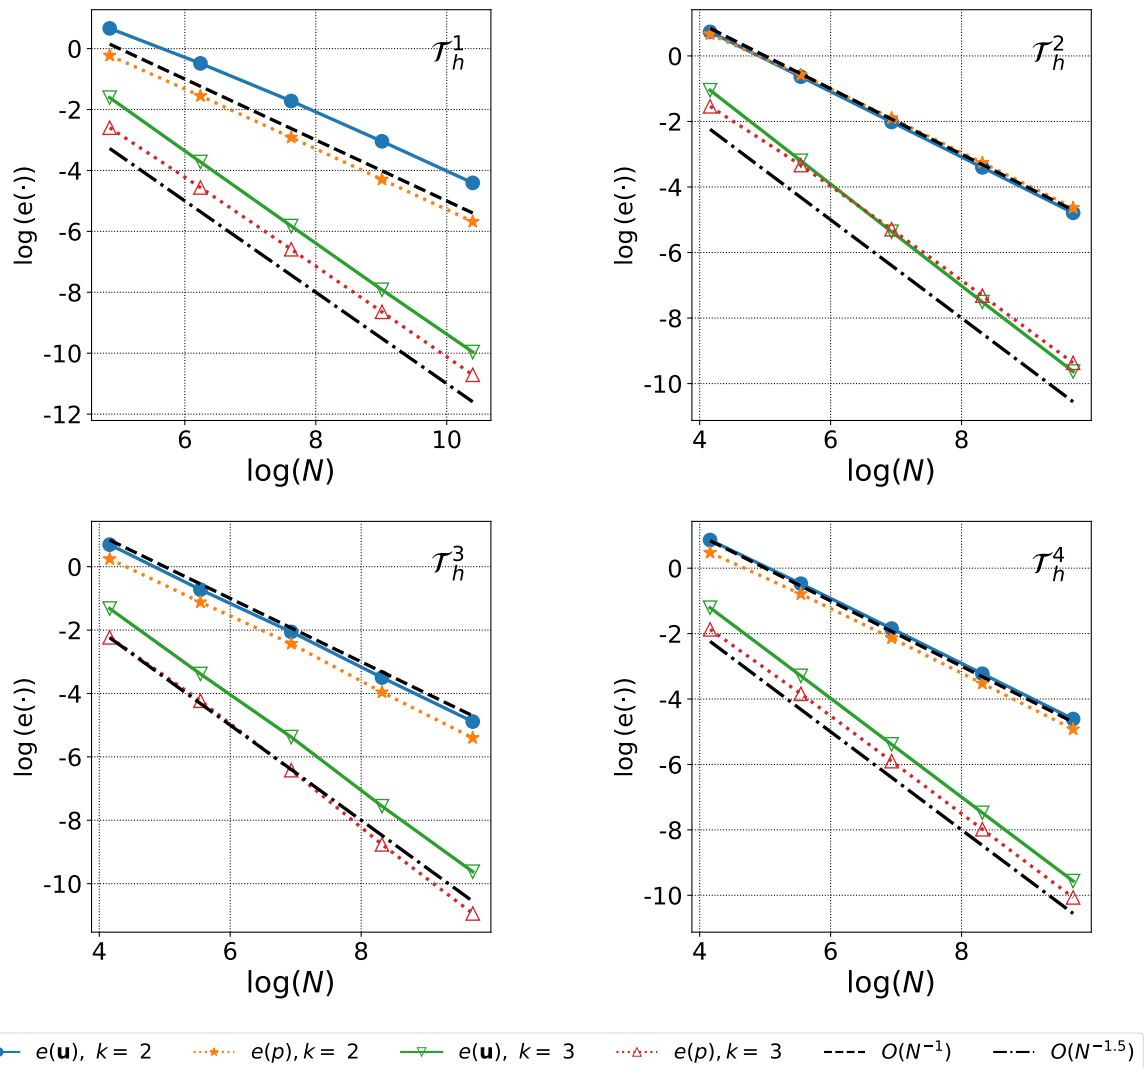 0
-2
-4
-6
-8
-10
-12
6
8
10
log(N)
log(e(·))
𝒯_h^1
0
-2
-4
-6
-8
-10
4
6
8
log(N)
log(e(·))
𝒯_h^2
0
-2
-4
-6
-8
-10
4
6
8
log(N)
log(e(·))
𝒯_h^3
0
-2
-4
-6
-8
-10
4
6
8
log(N)
log(e(·))
𝒯_h^4
e(𝐮), k = 2
e(p), k = 2
e(𝐮), k = 3
e(p), k = 3
O(N^{-1})
O(N^{-1.5})